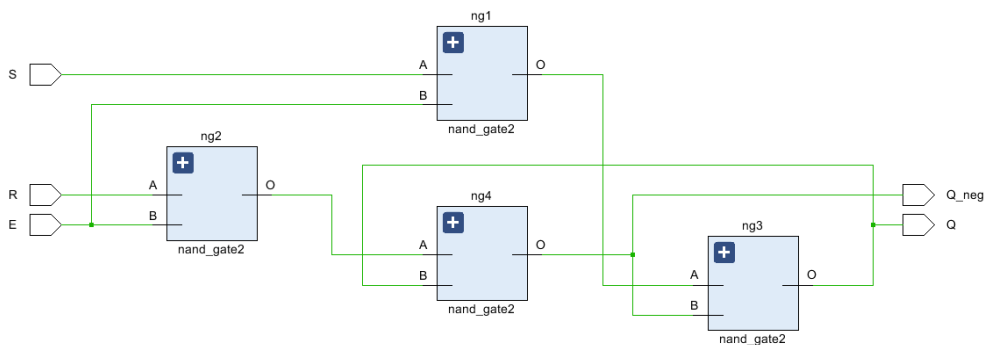 ng1
S
A
O
B
nand_gate2
ng2
R
A
O
E
B
nand_gate2
ng4
A
O
B
nand_gate2
Q_neg
Q
ng3
A
O
B
nand_gate2